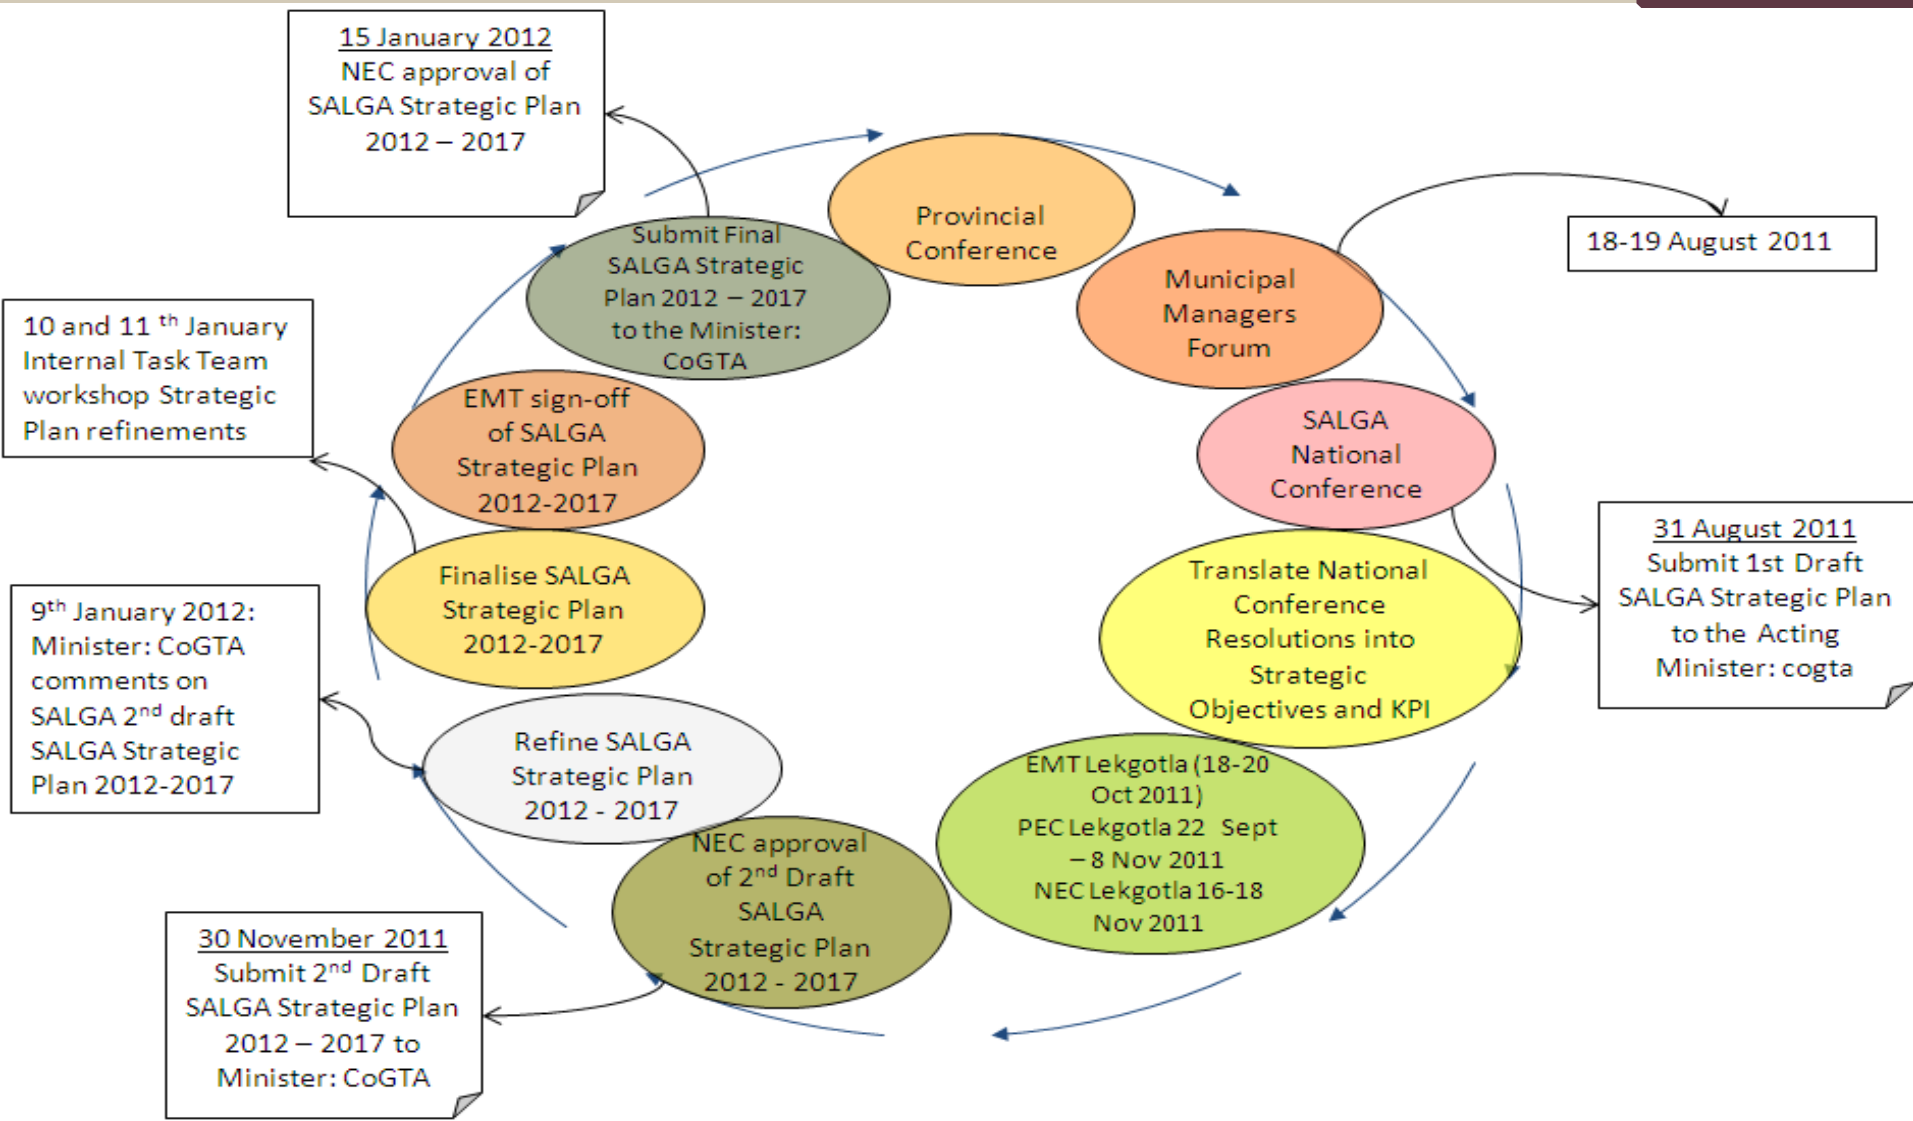 15 January 2012
NEC approval of
SALGA Strategic Plan
2012 – 2017
Provincial
Conference
Municipal
Managers
Forum
18-19 August 2011
SALGA
National
Conference
31 August 2011
Submit 1st Draft
SALGA Strategic Plan
to the Acting
Minister: cogta
Translate National
Conference
Resolutions into
Strategic
Objectives and KPI
EMT Lekgotla (18-20
Oct 2011)
PEC Lekgotla 22 Sept
– 8 Nov 2011
NEC Lekgotla 16-18
Nov 2011
NEC approval
of 2nd Draft
SALGA
Strategic Plan
2012 - 2017
30 November 2011
Submit 2nd Draft
SALGA Strategic Plan
2012 – 2017 to
Minister: CoGTA
Refine SALGA
Strategic Plan
2012 - 2017
9th January 2012:
Minister: CoGTA
comments on
SALGA 2nd draft
SALGA Strategic
Plan 2012-2017
Finalise SALGA
Strategic Plan
2012-2017
10 and 11 th January
Internal Task Team
workshop Strategic
Plan refinements
EMT sign-off
of SALGA
Strategic Plan
2012-2017
Submit Final
SALGA Strategic
Plan 2012 – 2017
to the Minister:
CoGTA